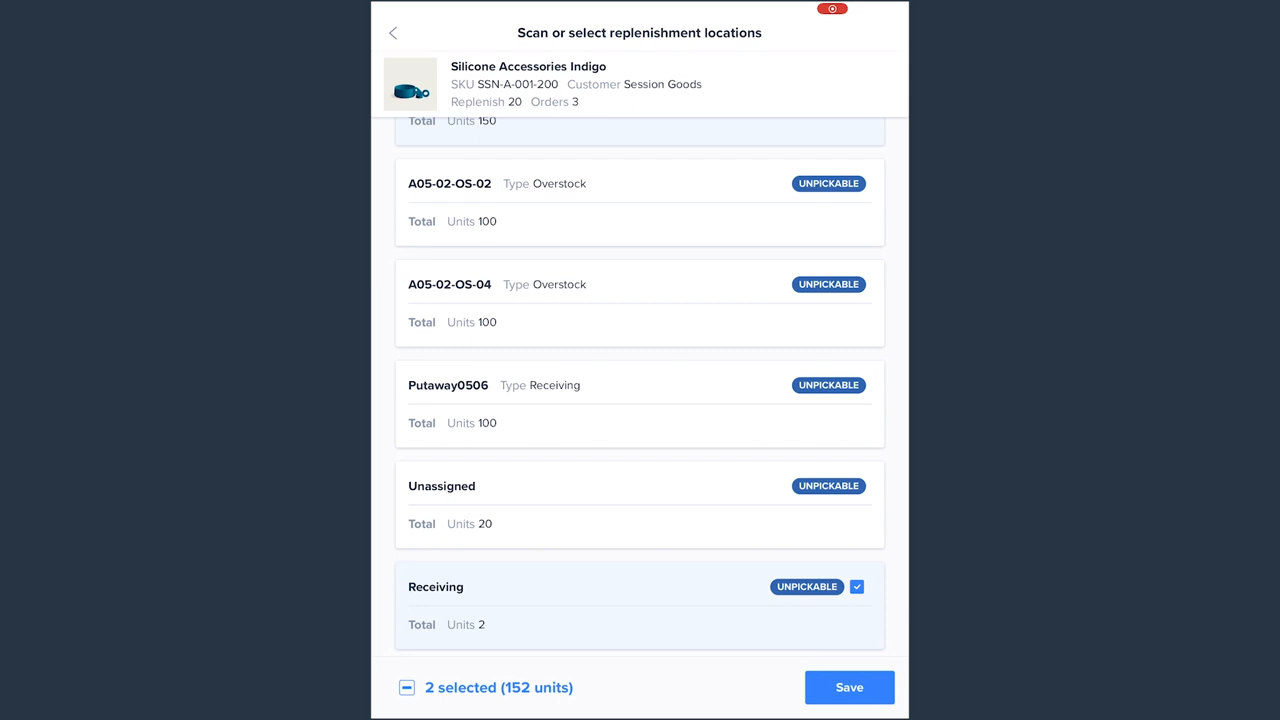 Scan or select replenishment locations
Silicone Accessories Indigo
SKU SSN-A-001-200 Customer Session Goods
Replenish 20 Orders 3
Total Units 150
A05-02-OS-02 Type Overstock UNPICKABLE
Total Units 100
A05-02-OS-04 Type Overstock UNPICKABLE
Total Units 100
Putaway0506 Type Receiving UNPICKABLE
Total Units 100
Unassigned UNPICKABLE
Total Units 20
Receiving UNPICKABLE
Total Units 2
2 selected (152 units) Save